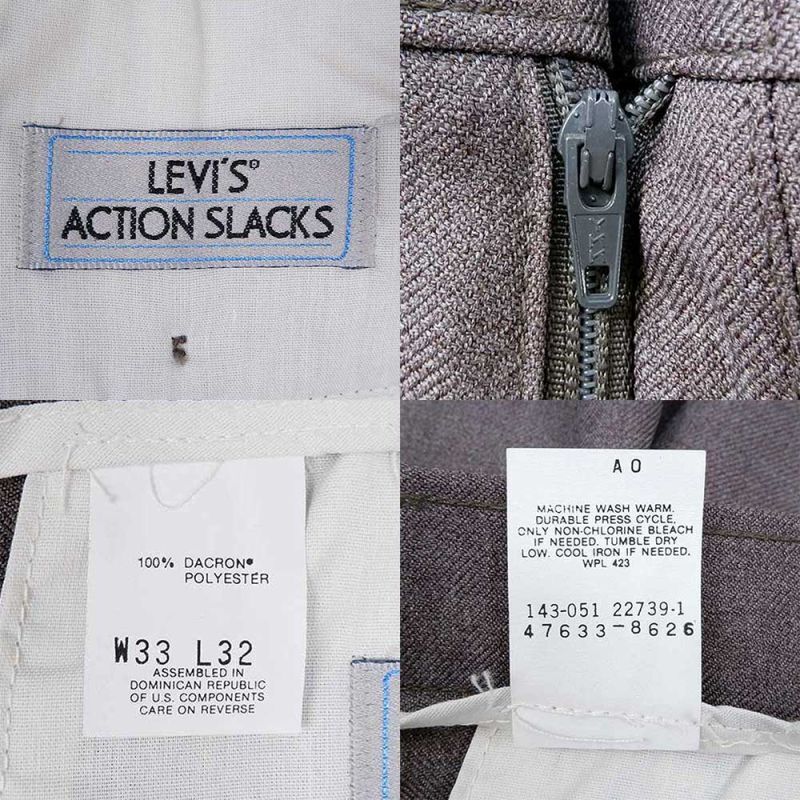 LEVI'S®
ACTION SLACKS
YKK
100% DACRON®
POLYESTER
W33 L32
ASSEMBLED IN
DOMINICAN REPUBLIC
OF U.S. COMPONENTS
CARE ON REVERSE
A0
MACHINE WASH WARM.
DURABLE PRESS CYCLE,
ONLY NON-CHLORINE BLEACH
IF NEEDED. TUMBLE DRY
LOW. COOL IRON IF NEEDED.
WPL 423
143-051 22739-1
47633-8626